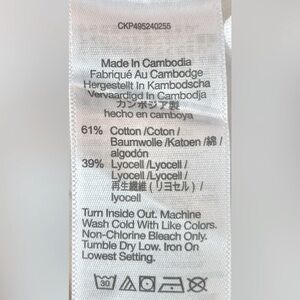 CKP495240255
Made In Cambodia
Fabriqué Au Cambodge
Hergestellt In Kambodscha
Vervaardigd In Cambodja
カンボジア製
hecho en camboya
61% Cotton /Coton /
Baumwolle /Katoen /綿 /
algodón
39% Lyocell /Lyocell /
Lyocell /Lyocell /
再生繊維 (リヨセル) /
lyocell
Turn Inside Out. Machine
Wash Cold With Like Colors.
Non-Chlorine Bleach Only.
Tumble Dry Low. Iron On
Lowest Setting.
30